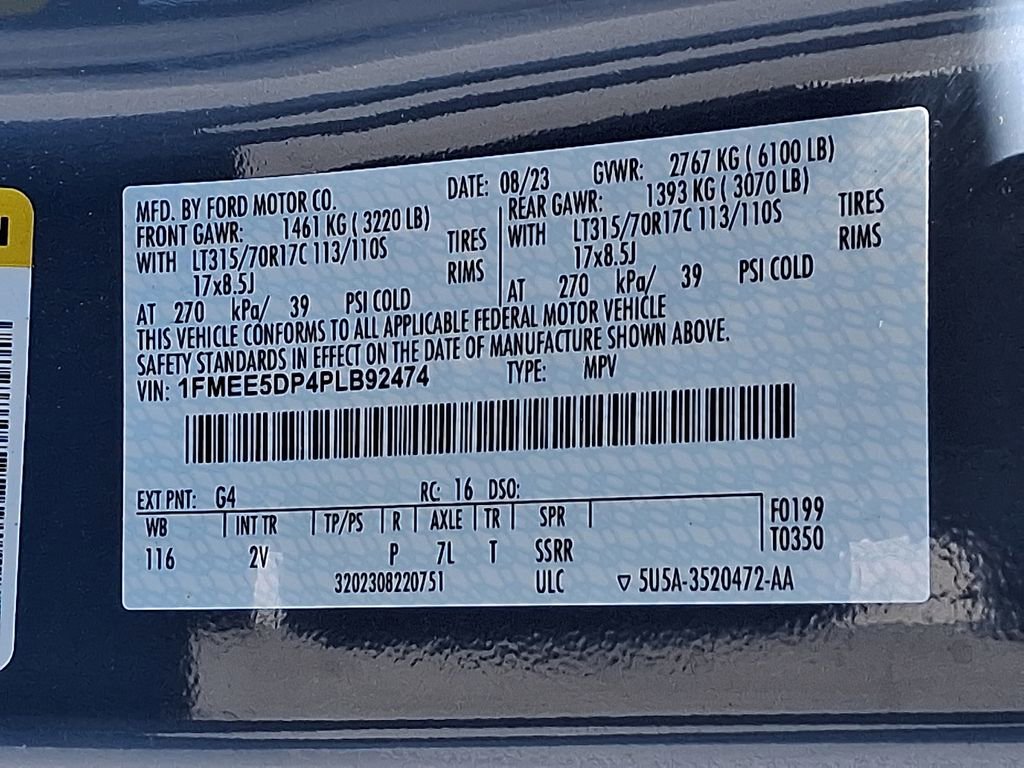 MFD. BY FORD MOTOR CO.
DATE: 08/23 GVWR: 2767 KG ( 6100 LB)
FRONT GAWR: 1461 KG ( 3220 LB)
WITH LT315/70R17C 113/110S TIRES
17x8.5J RIMS
AT 270 kPa/ 39 PSI COLD
REAR GAWR: 1393 KG ( 3070 LB)
WITH LT315/70R17C 113/110S TIRES
17x8.5J RIMS
AT 270 kPa/ 39 PSI COLD
THIS VEHICLE CONFORMS TO ALL APPLICABLE FEDERAL MOTOR VEHICLE
SAFETY STANDARDS IN EFFECT ON THE DATE OF MANUFACTURE SHOWN ABOVE.
VIN: 1FMEE5DP4PLB92474 TYPE: MPV
EXT PNT: G4 RC: 16 DSO:
WB INT TR TP/PS R AXLE TR SPR
116 2V P 7L T SSRR
F0199
T0350
3202308220751 ULC ▽ 5U5A-3520472-AA